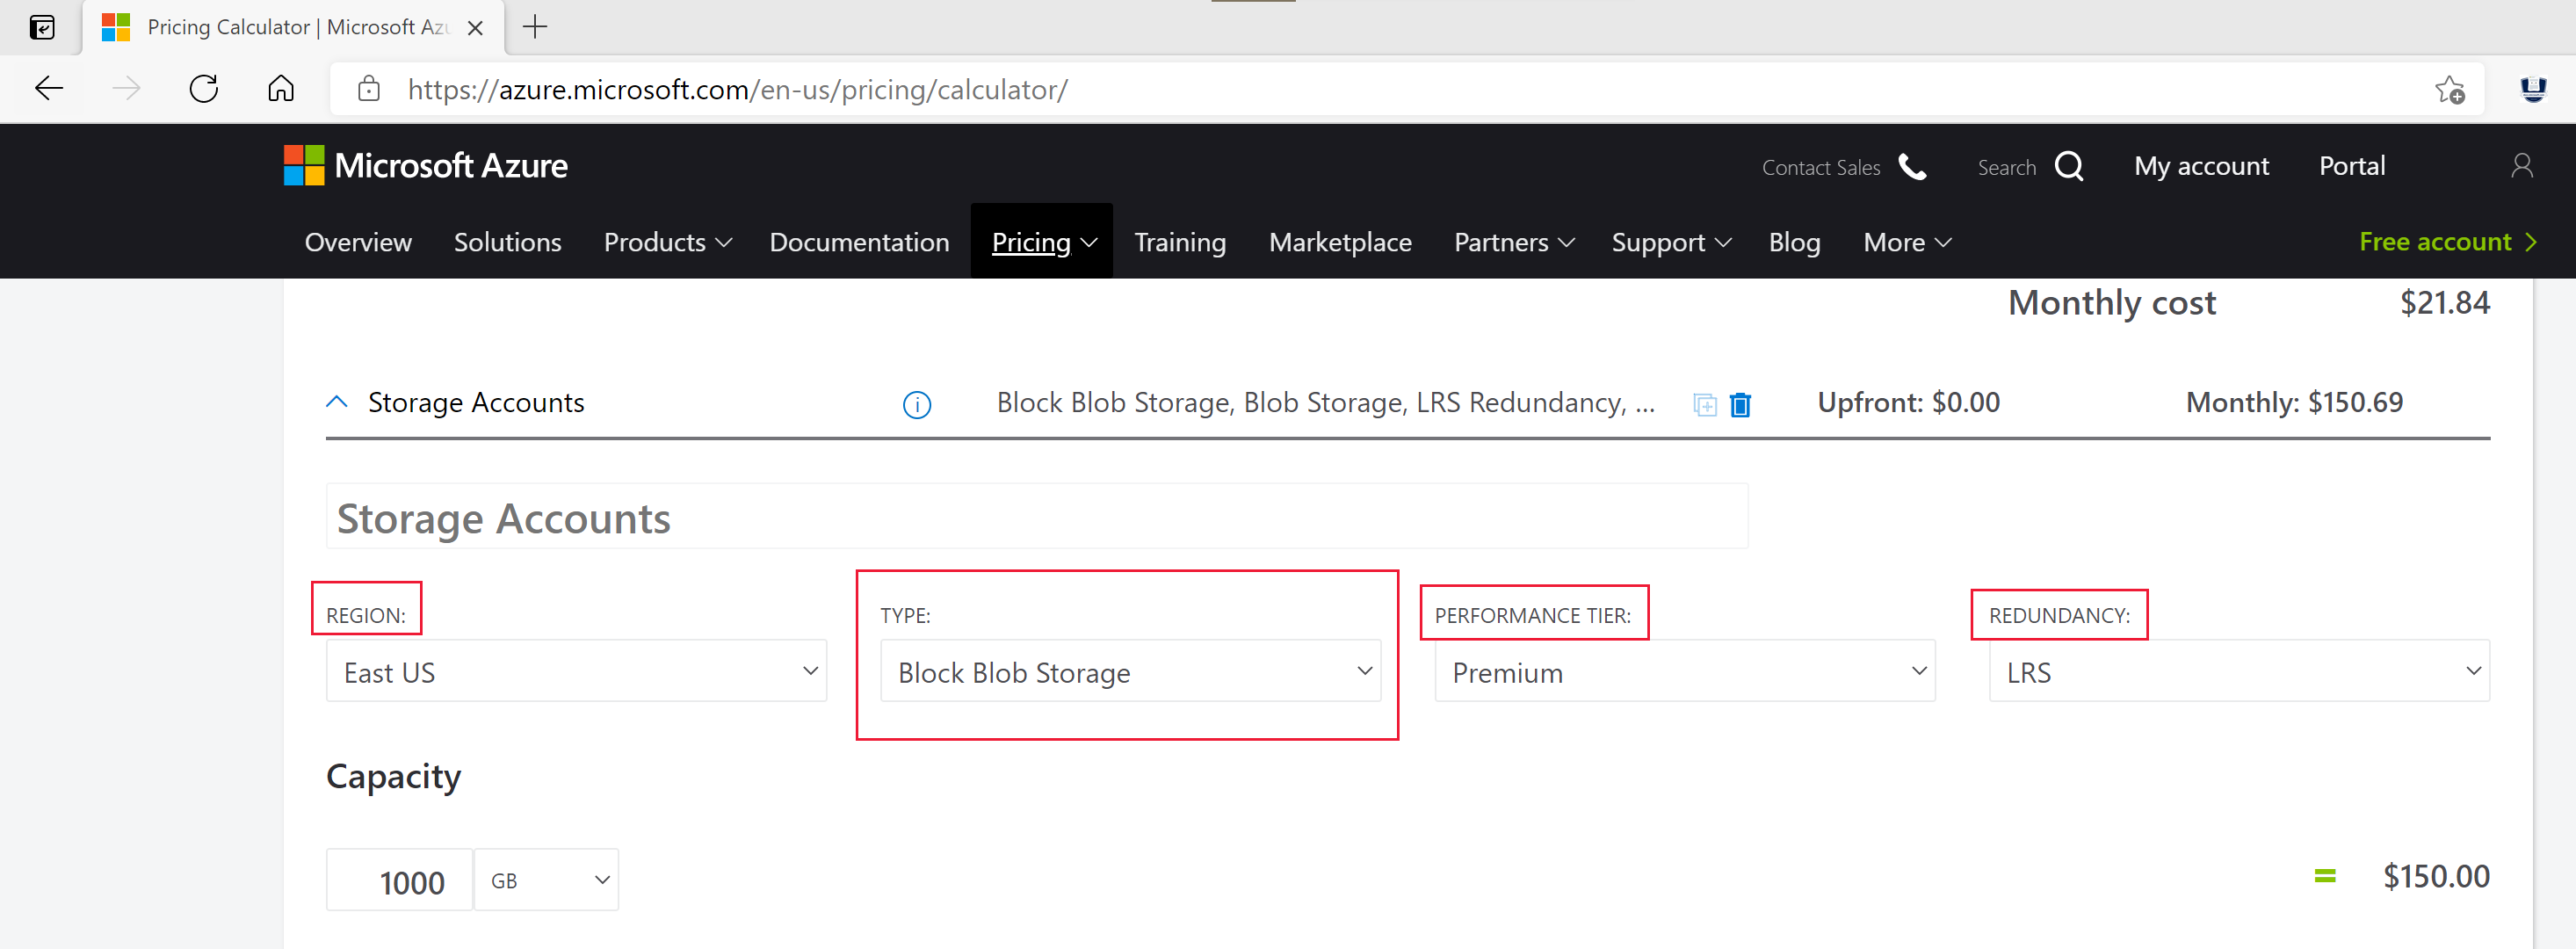 Pricing Calculator | Microsoft Az
https://azure.microsoft.com/en-us/pricing/calculator/
Microsoft Azure
Contact Sales
Search
My account
Portal
Overview
Solutions
Products
Documentation
Pricing
Training
Marketplace
Partners
Support
Blog
More
Free account
Monthly cost $21.84
Storage Accounts
Block Blob Storage, Blob Storage, LRS Redundancy, ...
Upfront: $0.00
Monthly: $150.69
Storage Accounts
REGION:
TYPE:
PERFORMANCE TIER:
REDUNDANCY:
East US
Block Blob Storage
Premium
LRS
Capacity
1000 GB
= $150.00